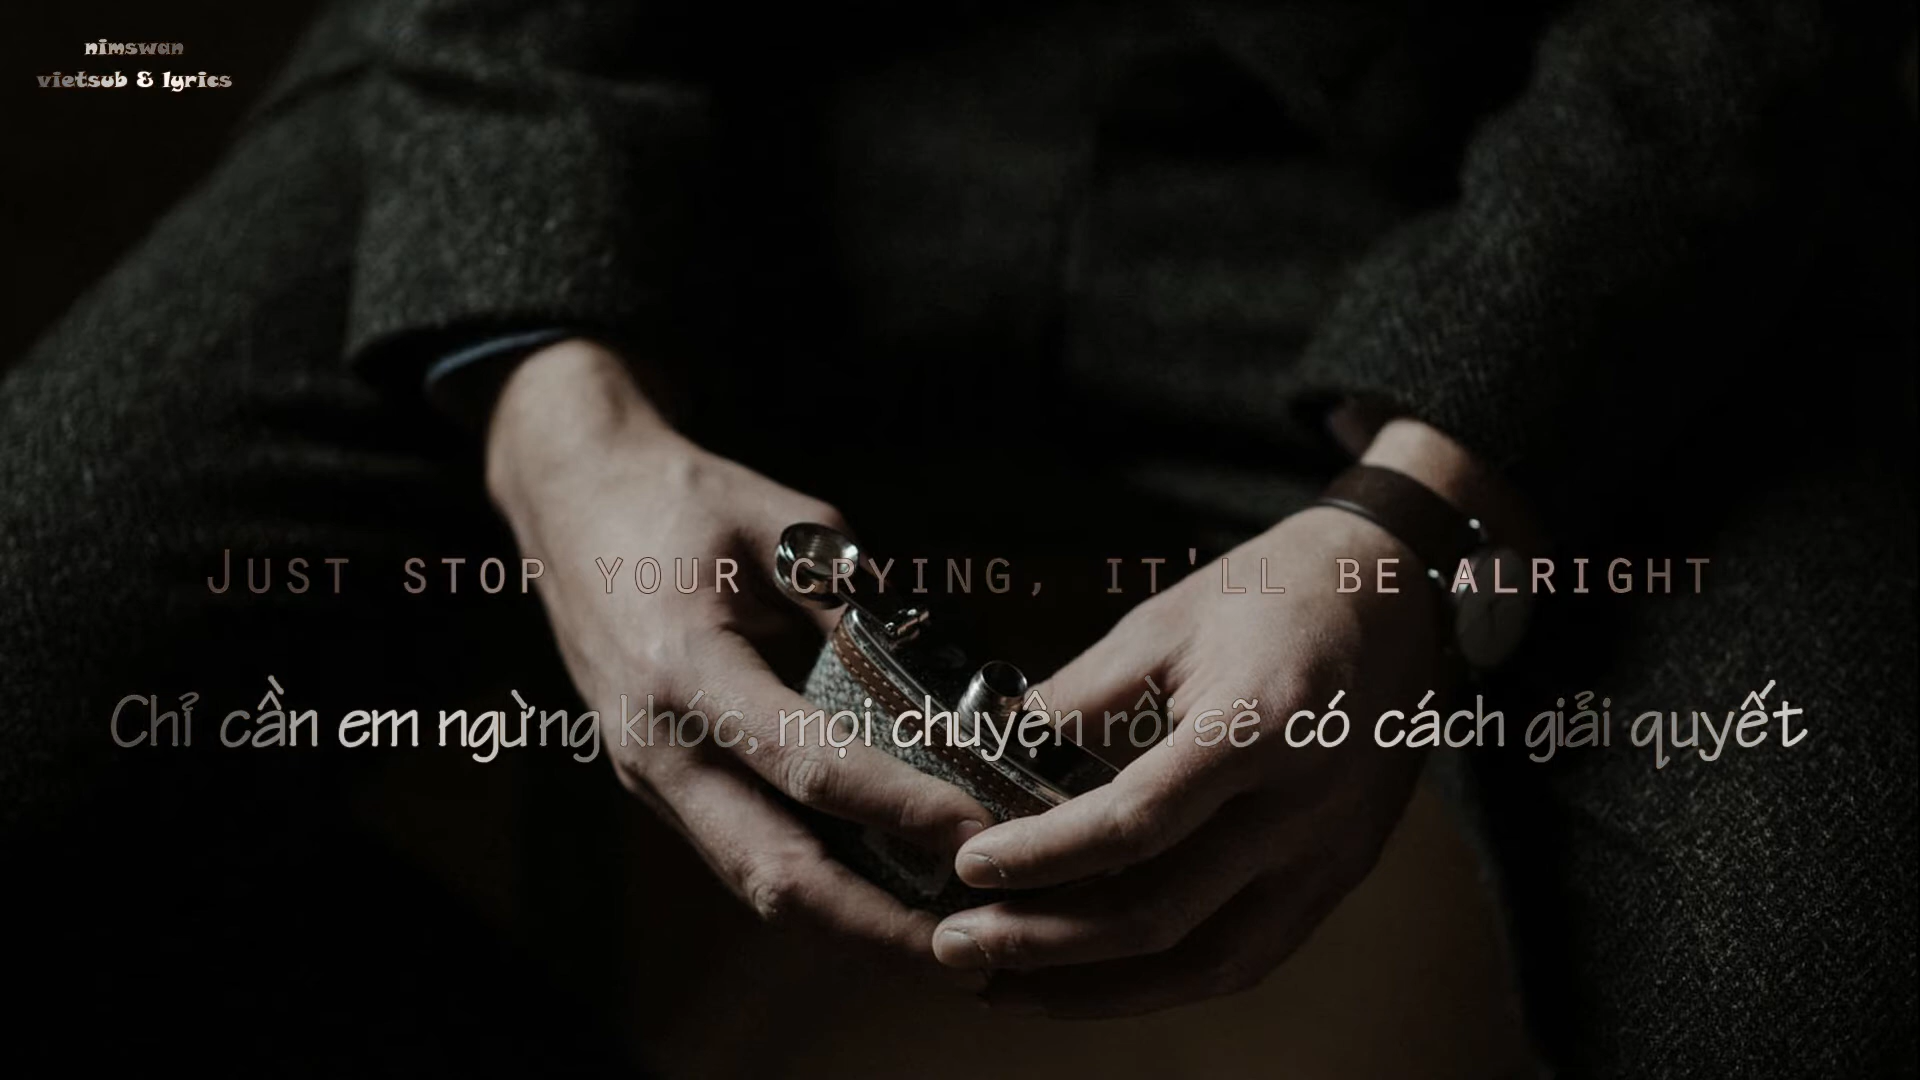 nimswan
vietsub & lyrics
Just stop your crying, it'll be alright
Chỉ cần em ngừng khóc, mọi chuyện rồi sẽ có cách giải quyết